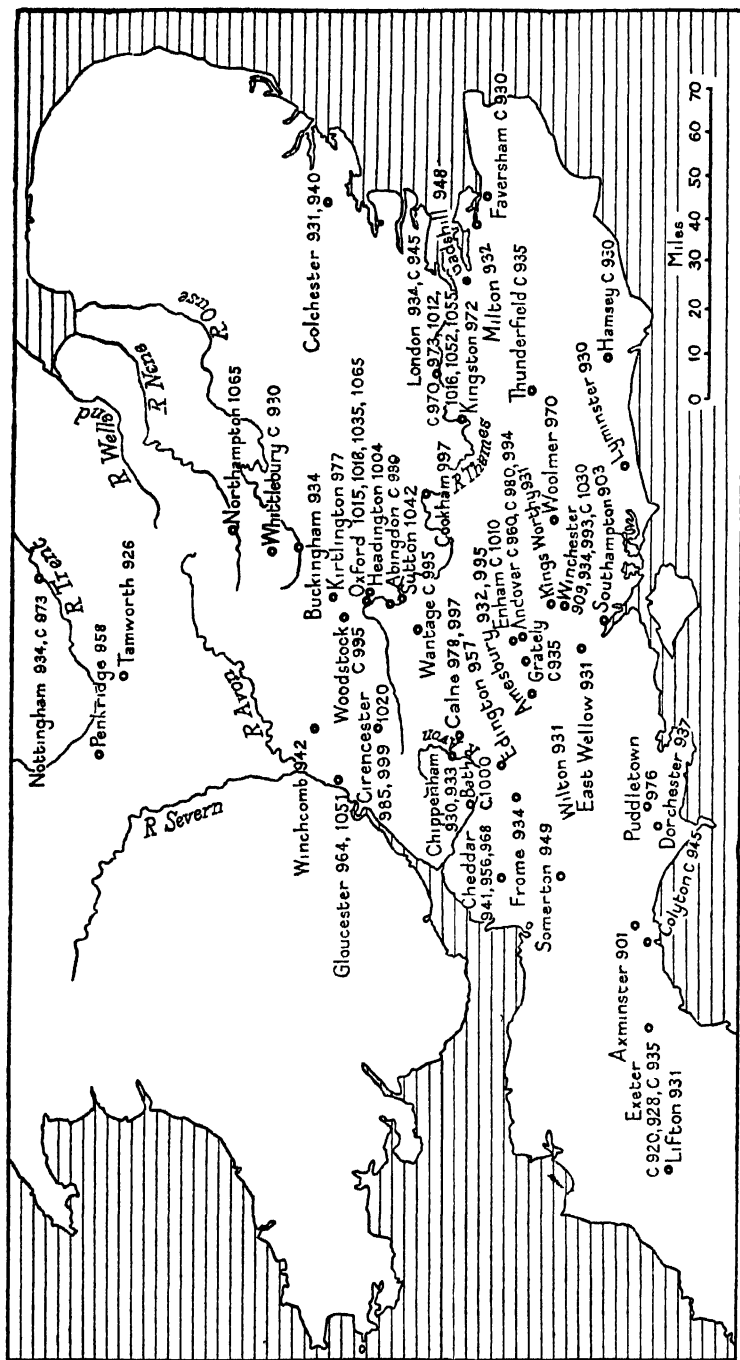 Nottingham 934, C 973
R Trent
Penkridge 958
Tamworth 926
R Welland
R Nene
R Ouse
Northampton 1065
Whittlebury C 930
Buckingham 934
R Avon
R Severn
Colchester 931, 940
Winchcomb 942
Gloucester 964, 1051
Kirtlington 977
Woodstock
C 995
Oxford 1015, 1018, 1035, 1065
Headington 1004
Abingdon C 989
Sutton 1042
Cirencester
985, 999
1020
Wantage C 995
Cookham 997
R Thames
London 934, C 945
C 970, 973, 1012,
1016, 1052, 1055
Kingston 972
Gadshill 948
Milton 932
Faversham C 930
Chippenham
930, 933
Calne 978, 997
Bath
C 1000
Edington 957
Cheddar
941, 956, 968
Frome 934
Somerton 949
Amesbury 932, 995
Enham C 1010
Andover C 960, C 980, 994
Grately
C 935
Kings Worthy
931
Woolmer 970
Winchester
909, 934, 993, C 1030
Southampton 903
Wilton 931
East Wellow 931
Thunderfield C 935
Hamsey C 930
Lyminster 930
Puddletown
976
Dorchester 937
Colyton C 945
Axminster 901
Exeter
C 920, 928, C 935
Lifton 931
Miles
0 10 20 30 40 50 60 70